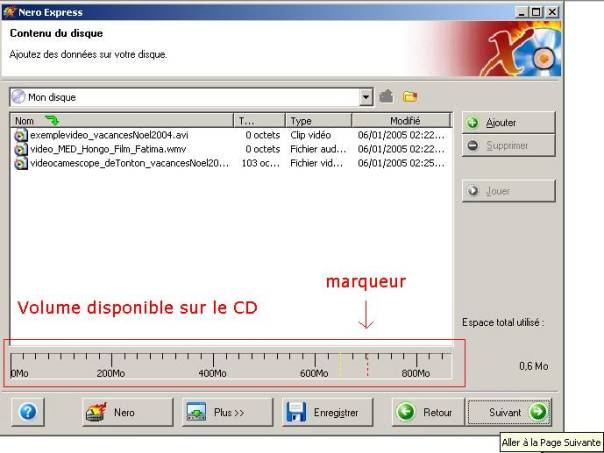 Nero Express
Contenu du disque
Ajoutez des données sur votre disque.
Mon disque
Nom T... Type Modifié
exemplevideo_vacancesNoel2004.avi 0 octets Clip vidéo 06/01/2005 02:22...
video_MED_Hongo_Film_Fatima.wmv 0 octets Fichier aud... 06/01/2005 02:22...
videocamescope_deTonton_vacancesNoel20... 103 oc... Fichier vid... 06/01/2005 02:25...
Ajouter
Supprimer
Jouer
marqueur
Volume disponible sur le CD
Espace total utilisé :
0Mo 200Mo 400Mo 600Mo 800Mo
0,6 Mo
Nero Plus >> Enregistrer Retour Suivant
Aller à la Page Suivante